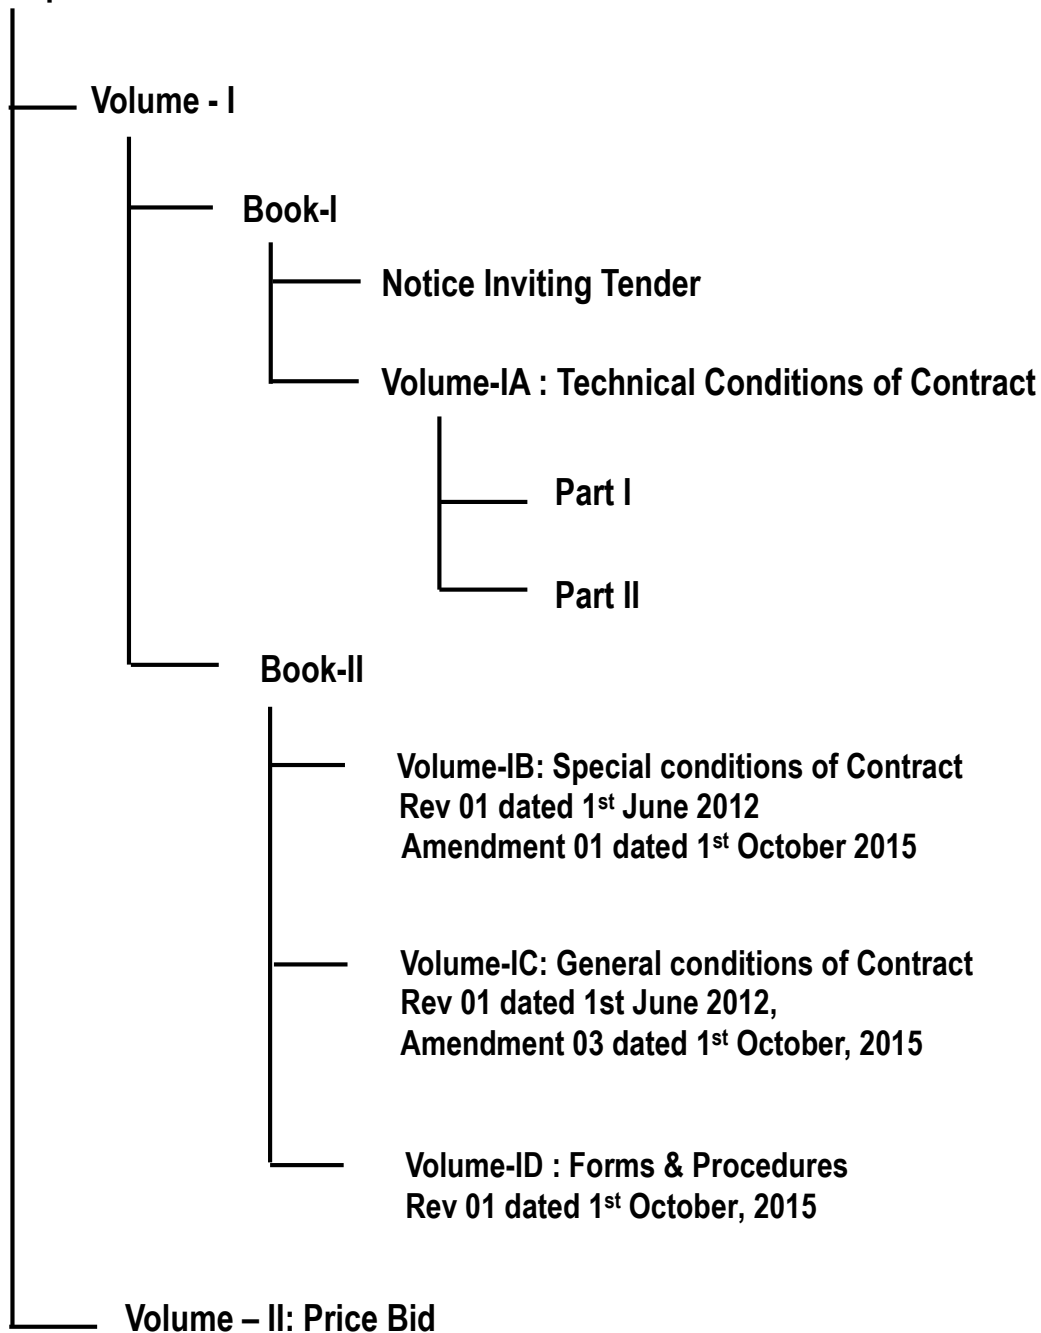 Volume - I
Book-I
Notice Inviting Tender
Volume-IA : Technical Conditions of Contract
Part I
Part II
Book-II
Volume-IB: Special conditions of Contract
Rev 01 dated 1st June 2012
Amendment 01 dated 1st October 2015
Volume-IC: General conditions of Contract
Rev 01 dated 1st June 2012,
Amendment 03 dated 1st October, 2015
Volume-ID : Forms & Procedures
Rev 01 dated 1st October, 2015
Volume – II: Price Bid